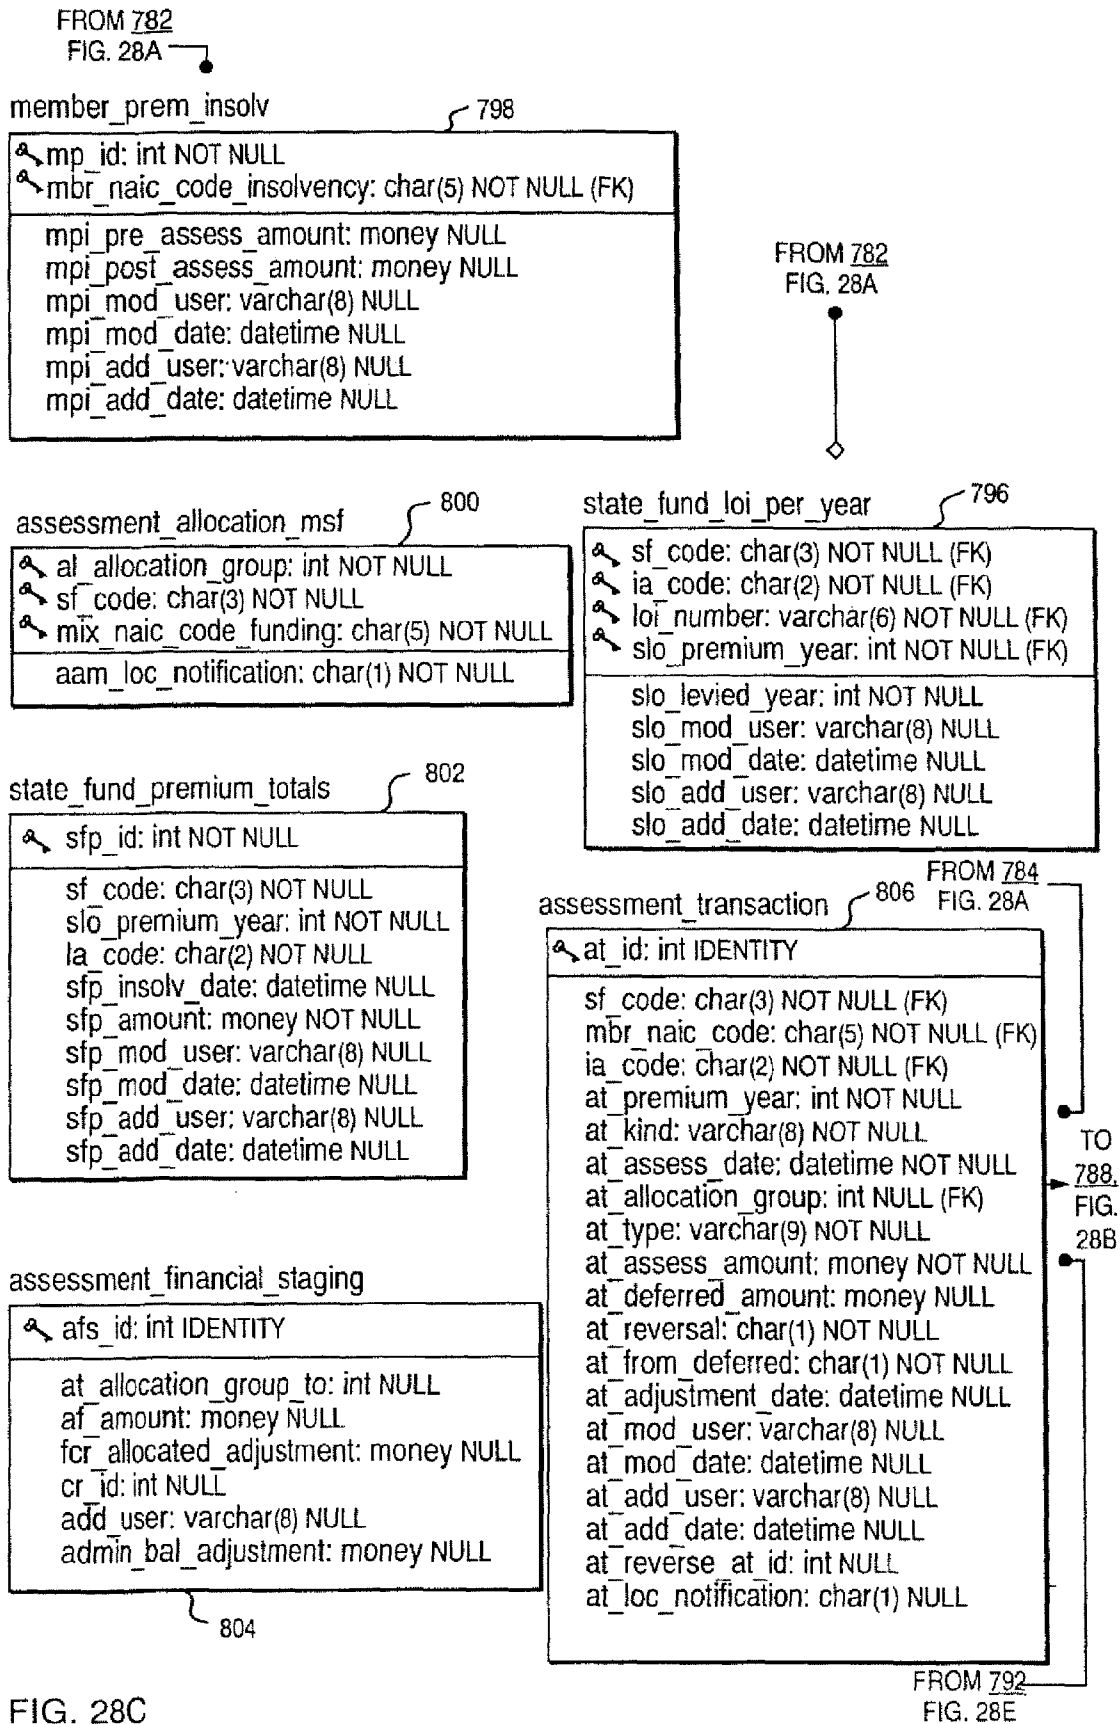 FROM 782
FIG. 28A
member_prem_insolv
798
mp_id: int NOT NULL
mbr_naic_code_insolvency: char(5) NOT NULL (FK)
mpi_pre_assess_amount: money NULL
mpi_post_assess_amount: money NULL
mpi_mod_user: varchar(8) NULL
mpi_mod_date: datetime NULL
mpi_add_user: varchar(8) NULL
mpi_add_date: datetime NULL
FROM 782
FIG. 28A
assessment_allocation_msf
800
al_allocation_group: int NOT NULL
sf_code: char(3) NOT NULL
mix_naic_code_funding: char(5) NOT NULL
aam_loc_notification: char(1) NOT NULL
state_fund_loi_per_year
796
sf_code: char(3) NOT NULL (FK)
ia_code: char(2) NOT NULL (FK)
loi_number: varchar(6) NOT NULL (FK)
slo_premium_year: int NOT NULL (FK)
slo_levied_year: int NOT NULL
slo_mod_user: varchar(8) NULL
slo_mod_date: datetime NULL
slo_add_user: varchar(8) NULL
slo_add_date: datetime NULL
state_fund_premium_totals
802
sfp_id: int NOT NULL
sf_code: char(3) NOT NULL
slo_premium_year: int NOT NULL
la_code: char(2) NOT NULL
sfp_insolv_date: datetime NULL
sfp_amount: money NOT NULL
sfp_mod_user: varchar(8) NULL
sfp_mod_date: datetime NULL
sfp_add_user: varchar(8) NULL
sfp_add_date: datetime NULL
FROM 784
FIG. 28A
assessment_transaction
806
at_id: int IDENTITY
sf_code: char(3) NOT NULL (FK)
mbr_naic_code: char(5) NOT NULL (FK)
ia_code: char(2) NOT NULL (FK)
at_premium_year: int NOT NULL
at_kind: varchar(8) NOT NULL
at_assess_date: datetime NOT NULL
at_allocation_group: int NULL (FK)
at_type: varchar(9) NOT NULL
at_assess_amount: money NOT NULL
at_deferred_amount: money NULL
at_reversal: char(1) NOT NULL
at_from_deferred: char(1) NOT NULL
at_adjustment_date: datetime NULL
at_mod_user: varchar(8) NULL
at_mod_date: datetime NULL
at_add_user: varchar(8) NULL
at_add_date: datetime NULL
at_reverse_at_id: int NULL
at_loc_notification: char(1) NULL
TO
788,
FIG.
28B
assessment_financial_staging
afs_id: int IDENTITY
at_allocation_group_to: int NULL
af_amount: money NULL
fcr_allocated_adjustment: money NULL
cr_id: int NULL
add_user: varchar(8) NULL
admin_bal_adjustment: money NULL
804
FROM 792
FIG. 28E
FIG. 28C